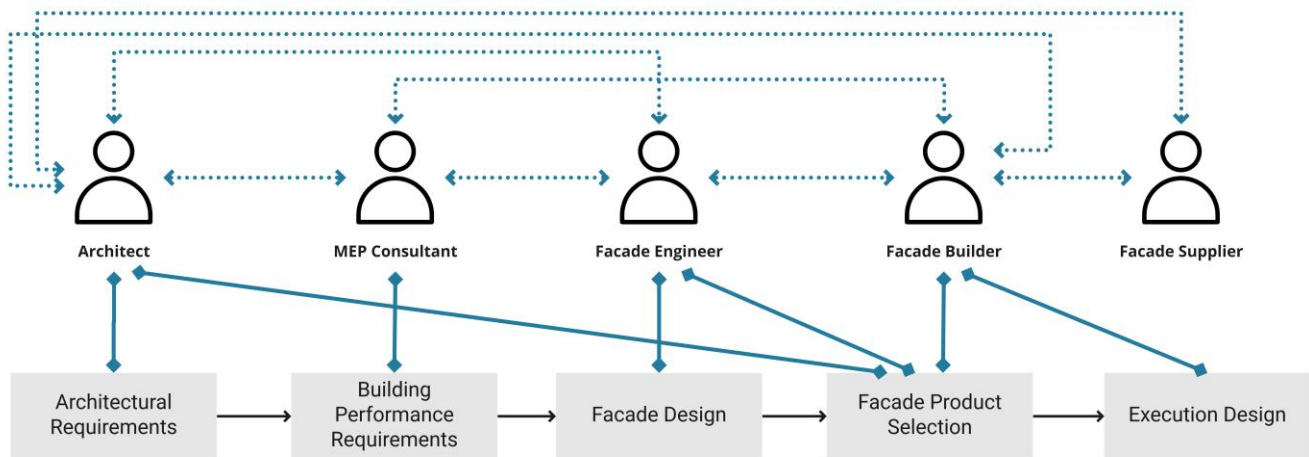 Architect
MEP Consultant
Facade Engineer
Facade Builder
Facade Supplier
Architectural
Requirements
Building
Performance
Requirements
Facade Design
Facade Product
Selection
Execution Design